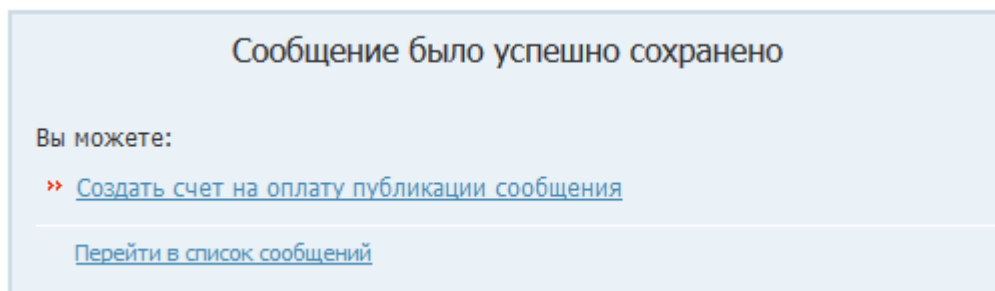 Сообщение было успешно сохранено
Вы можете:
›› Создать счет на оплату публикации сообщения
Перейти в список сообщений